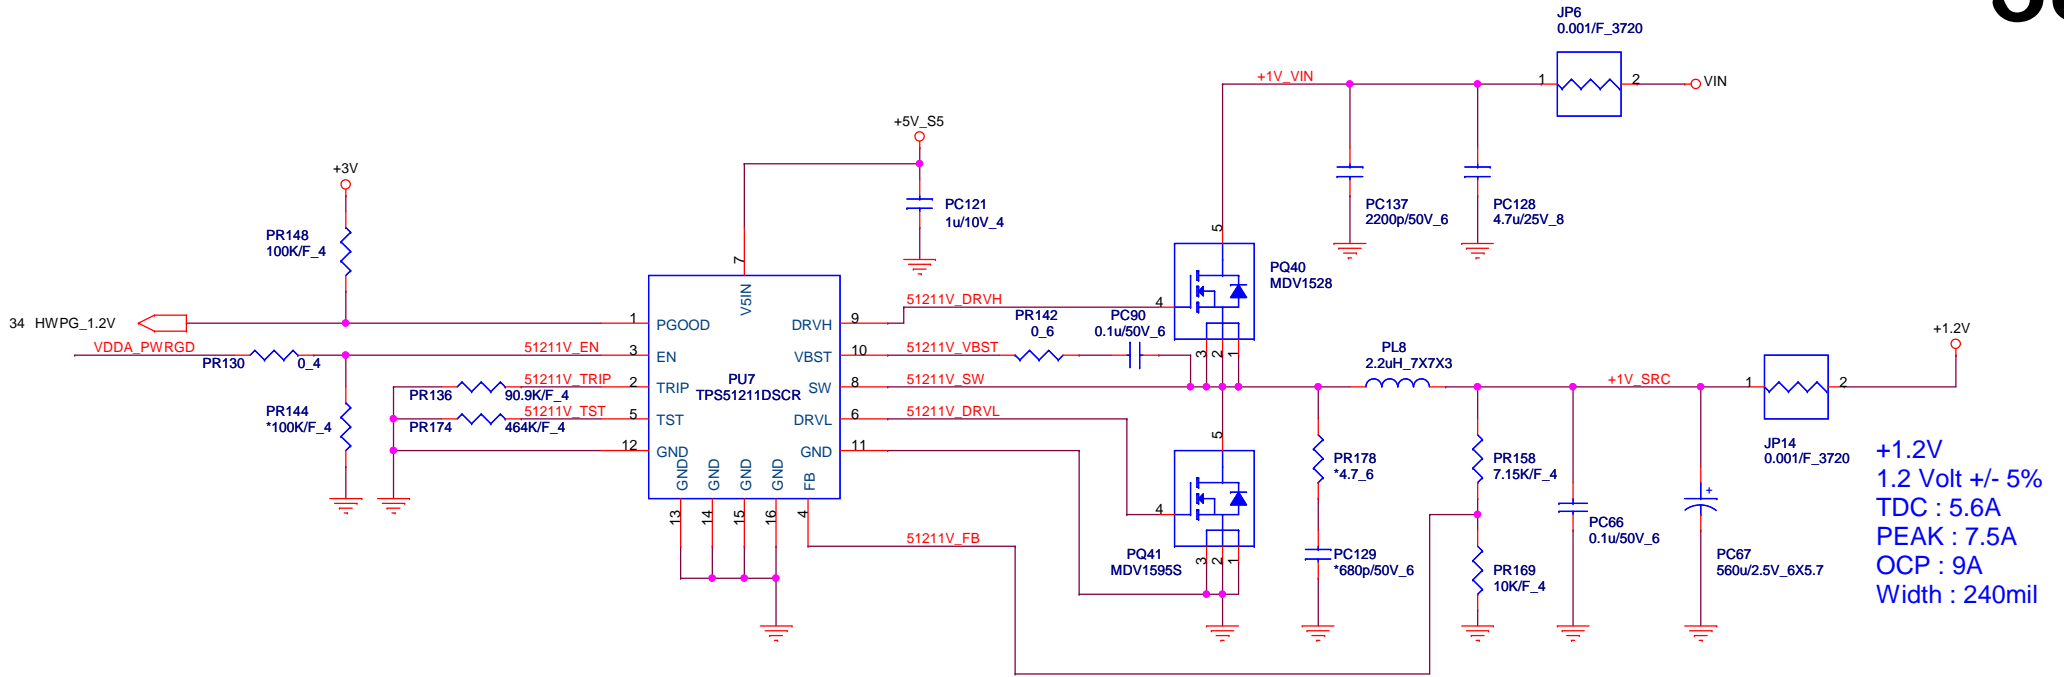 JP6
0.001/F_3720
+1V_VIN
1
2
VIN
+5V_S5
+3V
PC121
1u/10V_4
PC137
2200p/50V_6
PC128
4.7u/25V_8
PR148
100K/F_4
7
V5IN
5
PQ40
MDV1528
4
3
2
1
34 HWPG_1.2V
1
PGOOD
DRVH
9
51211V_DRVH
VDDA_PWRGD
PR130
0_4
51211V_EN
3
EN
VBST
10
51211V_VBST
PR142
0_6
PC90
0.1u/50V_6
PU7
TPS51211DSCR
PR136
90.9K/F_4
51211V_TRIP
2
TRIP
SW
8
51211V_SW
PL8
2.2uH_7X7X3
+1V_SRC
1
2
+1.2V
PR144
*100K/F_4
PR174
464K/F_4
51211V_TST
5
TST
DRVL
6
51211V_DRVL
12
GND
GND
11
GND
GND
GND
GND
FB
13
14
15
16
4
51211V_FB
5
4
PQ41
MDV1595S
3
2
1
PR178
*4.7_6
PC129
*680p/50V_6
PR158
7.15K/F_4
PR169
10K/F_4
PC66
0.1u/50V_6
+
PC67
560u/2.5V_6X5.7
JP14
0.001/F_3720
+1.2V
1.2 Volt +/- 5%
TDC : 5.6A
PEAK : 7.5A
OCP : 9A
Width : 240mil